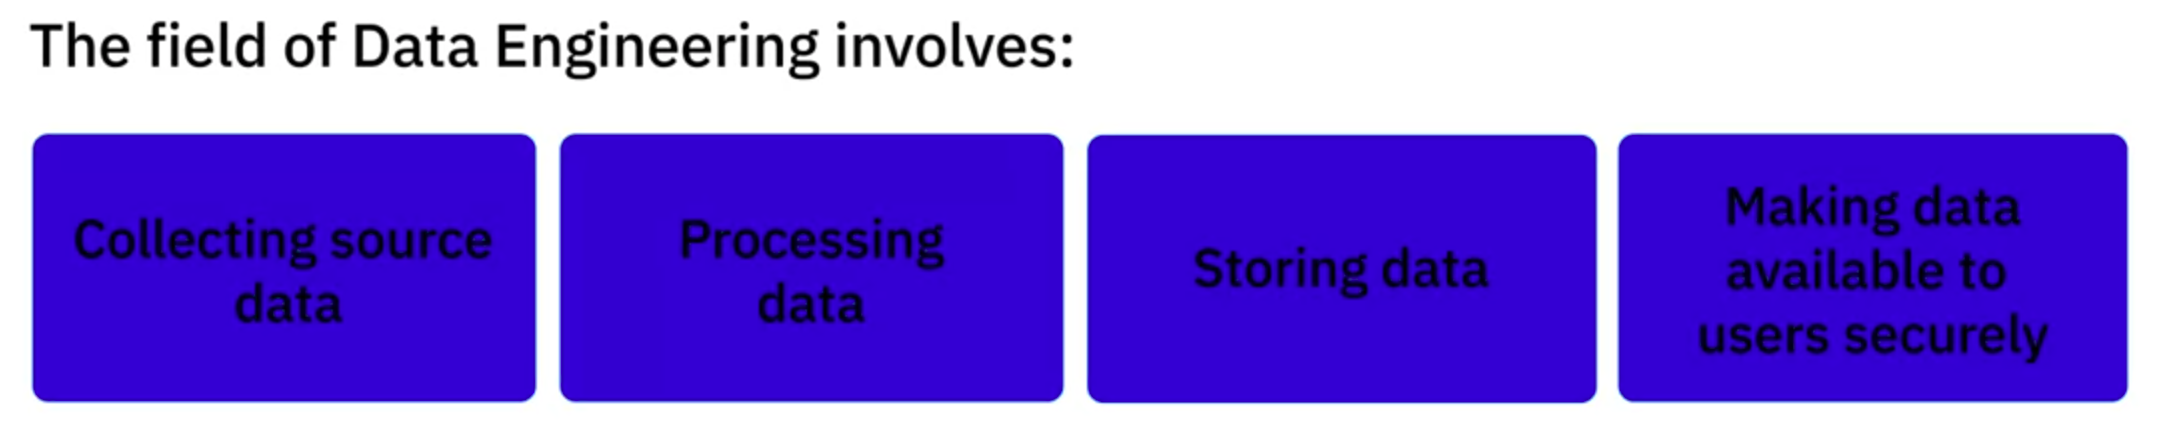 The field of Data Engineering involves:
Collecting source
data
Processing
data
Storing data
Making data
available to
users securely